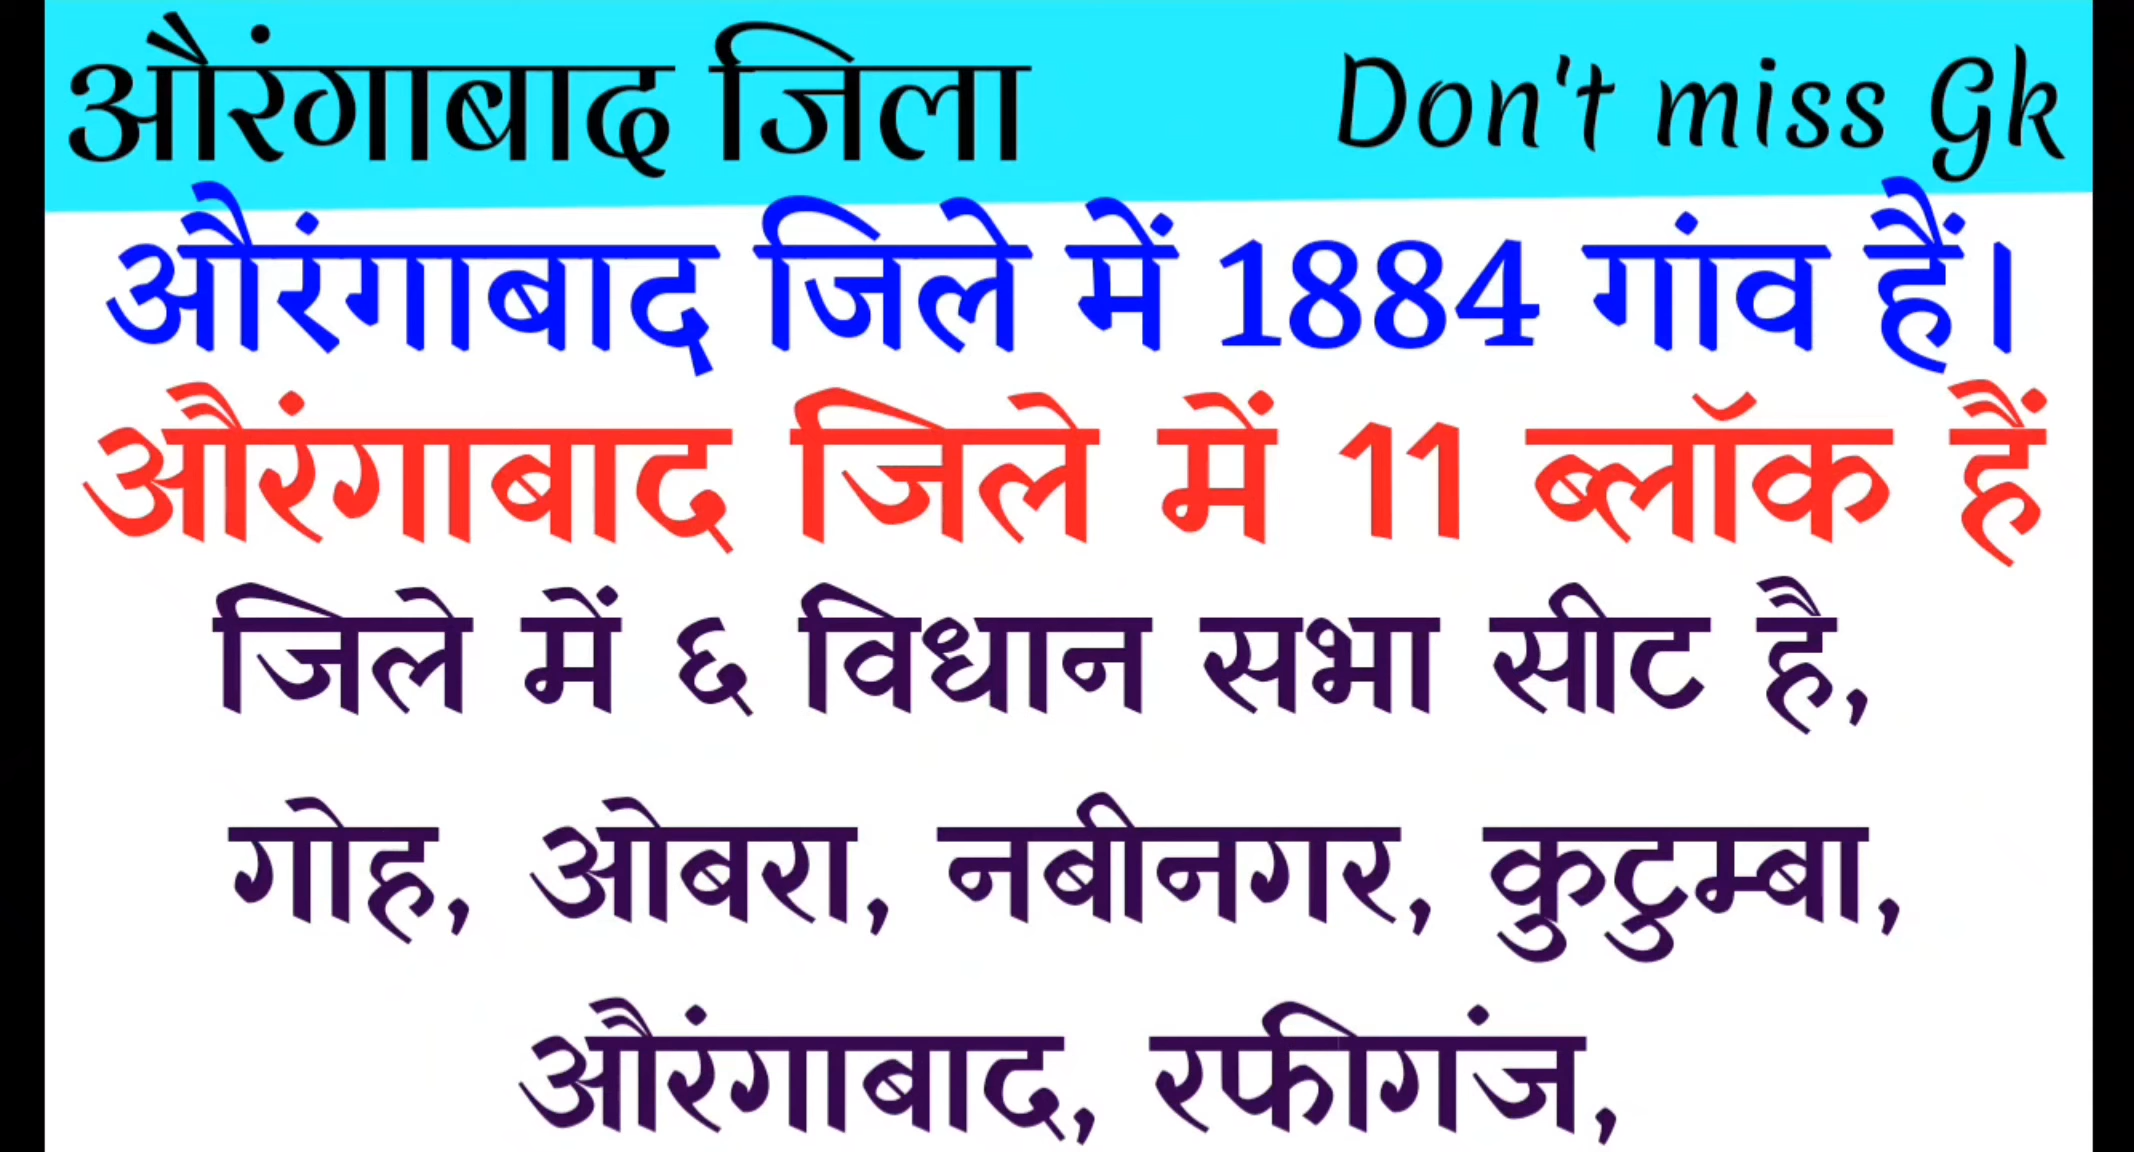 औरंगाबाद जिला Don't miss Gk
औरंगाबाद जिले में 1884 गांव हैं।
औरंगाबाद जिले में 11 ब्लॉक हैं
जिले में ६ विधान सभा सीट है,
गोह, ओबरा, नबीनगर, कुटुम्बा,
औरंगाबाद, रफीगंज,